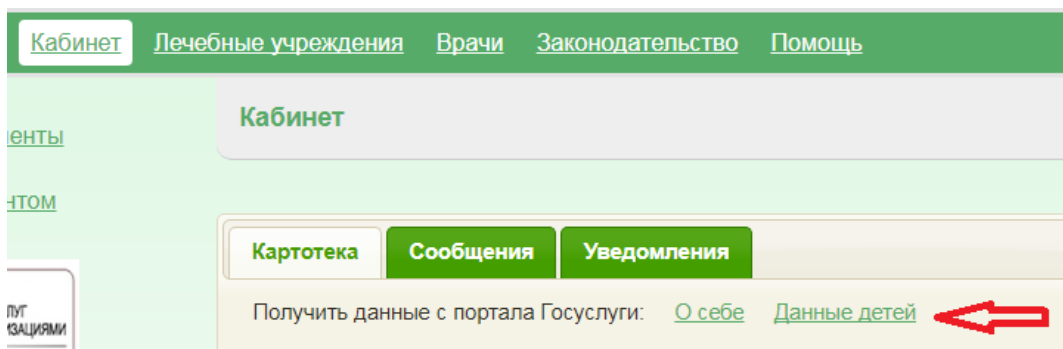 Кабинет Лечебные учреждения Врачи Законодательство Помощь
Кабинет
Картотека Сообщения Уведомления
Получить данные с портала Госуслуги: О себе Данные детей